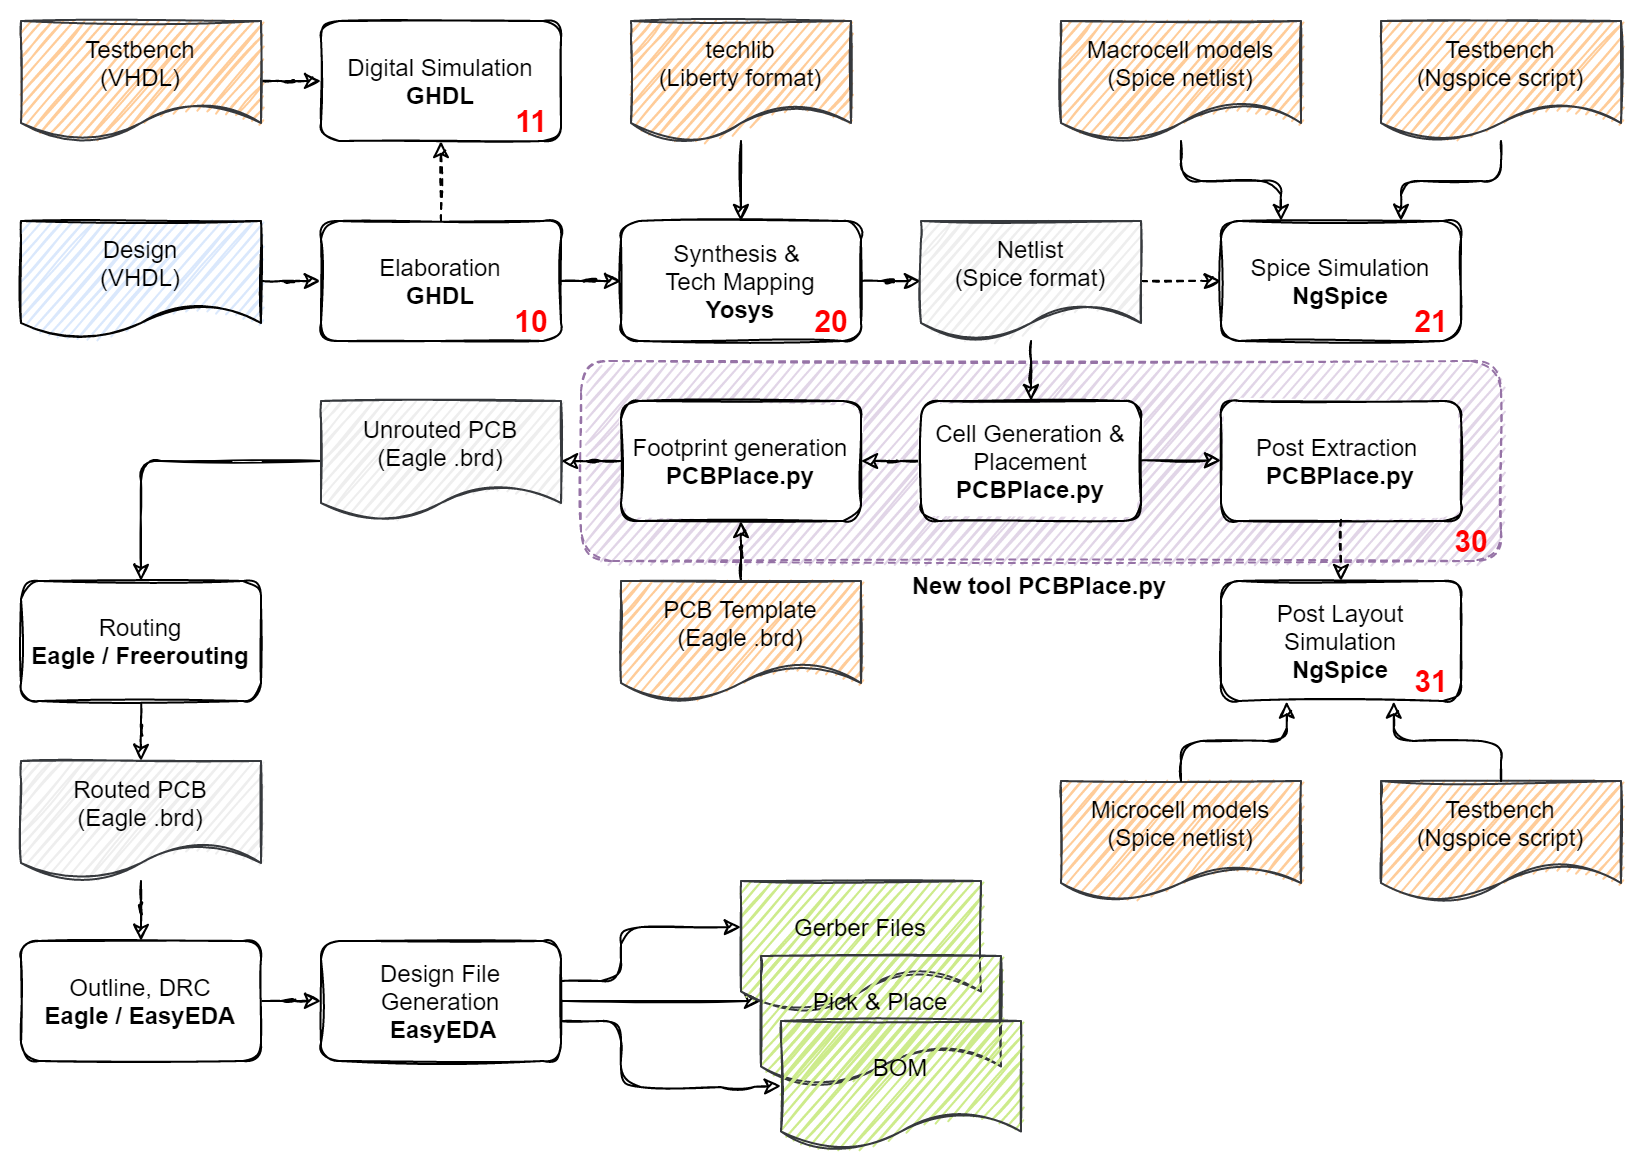 Testbench
(VHDL)
Digital Simulation
GHDL
11
techlib
(Liberty format)
Macrocell models
(Spice netlist)
Testbench
(Ngspice script)
Design
(VHDL)
Elaboration
GHDL
10
Synthesis &
Tech Mapping
Yosys
20
Netlist
(Spice format)
Spice Simulation
NgSpice
21
Unrouted PCB
(Eagle .brd)
Footprint generation
PCBPlace.py
Cell Generation &
Placement
PCBPlace.py
Post Extraction
PCBPlace.py
30
New tool PCBPlace.py
Routing
Eagle / Freerouting
PCB Template
(Eagle .brd)
Post Layout
Simulation
NgSpice
31
Routed PCB
(Eagle .brd)
Microcell models
(Spice netlist)
Testbench
(Ngspice script)
Outline, DRC
Eagle / EasyEDA
Design File
Generation
EasyEDA
Gerber Files
Pick & Place
BOM